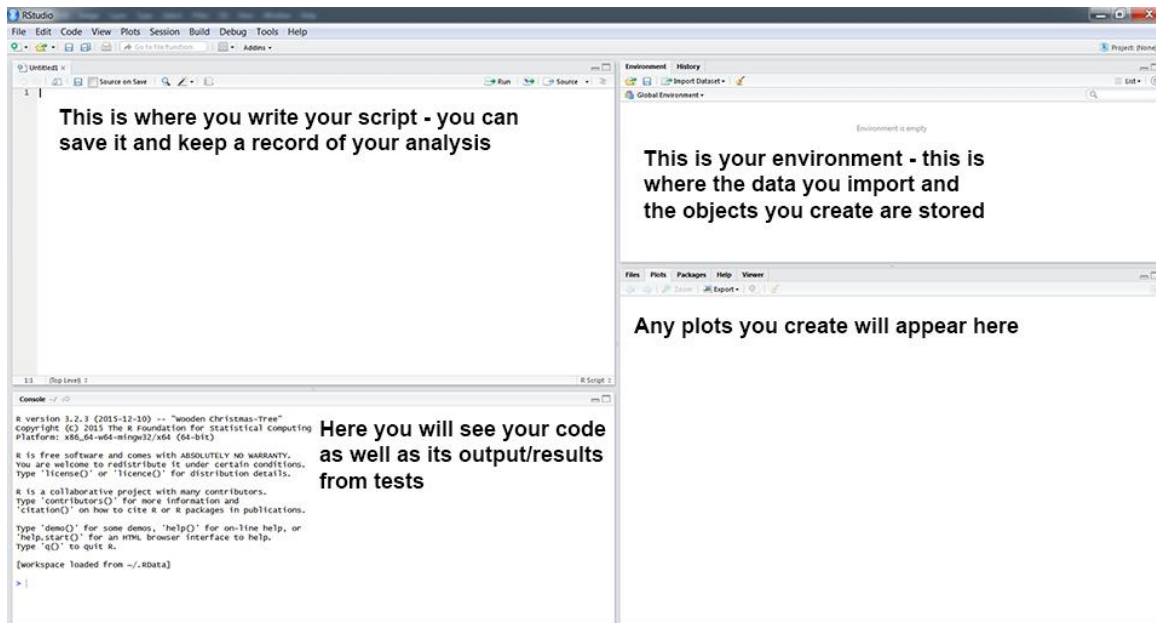 RStudio
File Edit Code View Plots Session Build Debug Tools Help
Go to file/function Addins
Project: (None)
Untitled1
Source on Save Run Source
1
This is where you write your script - you can
save it and keep a record of your analysis
1:1 (Top Level) R Script
Console ~/
R version 3.2.3 (2015-12-10) -- "Wooden Christmas-Tree"
Copyright (C) 2015 The R Foundation for Statistical Computing
Platform: x86_64-w64-mingw32/x64 (64-bit)
R is free software and comes with ABSOLUTELY NO WARRANTY.
You are welcome to redistribute it under certain conditions.
Type 'license()' or 'licence()' for distribution details.
R is a collaborative project with many contributors.
Type 'contributors()' for more information and
'citation()' on how to cite R or R packages in publications.
Type 'demo()' for some demos, 'help()' for on-line help, or
'help.start()' for an HTML browser interface to help.
Type 'q()' to quit R.
[Workspace loaded from ~/.RData]
>
Here you will see your code
as well as its output/results
from tests
Environment History
Import Dataset List
Global Environment
Environment is empty
This is your environment - this is
where the data you import and
the objects you create are stored
Files Plots Packages Help Viewer
Zoom Export
Any plots you create will appear here